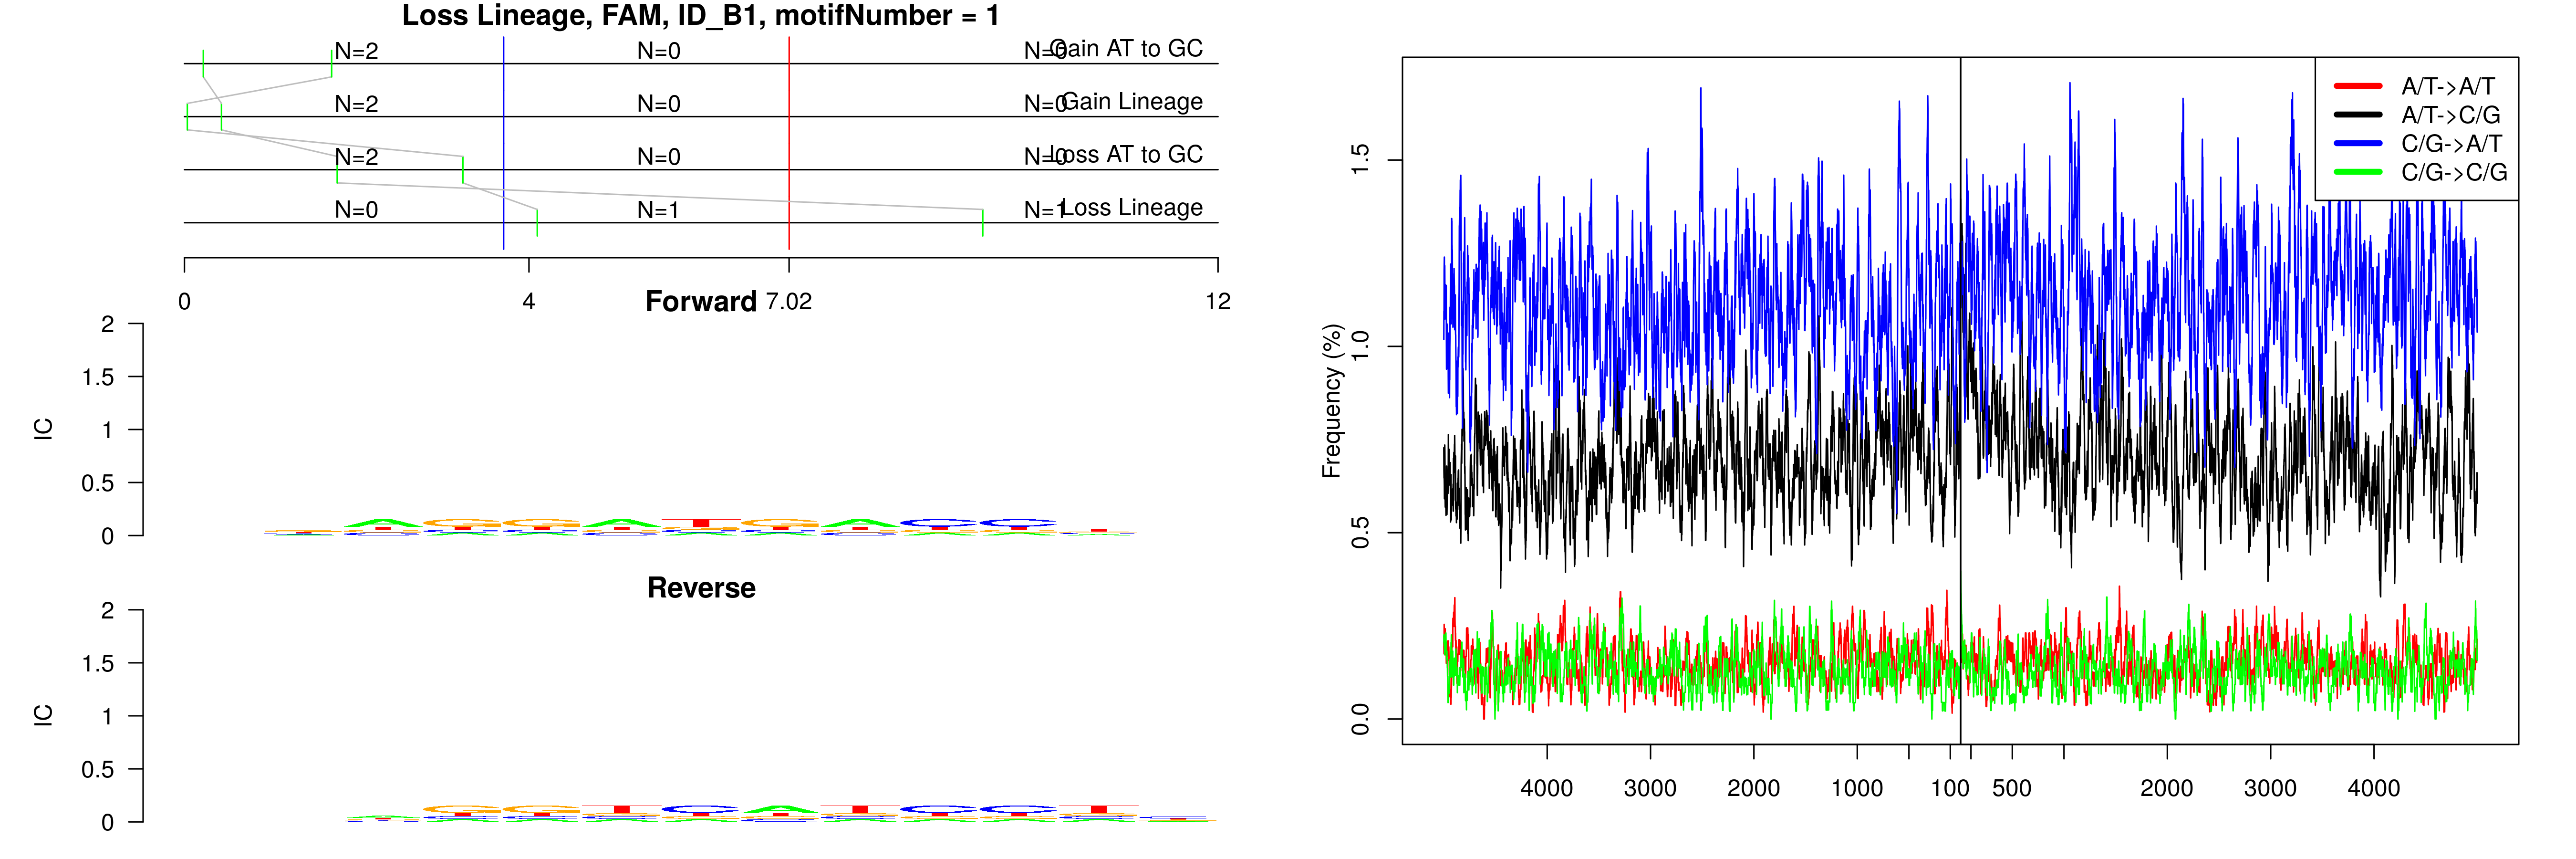 Loss Lineage, FAM, ID_B1, motifNumber = 1
N=2 N=0 N=0 Gain AT to GC
N=2 N=0 N=0 Gain Lineage
N=2 N=0 N=0 Loss AT to GC
N=0 N=1 N=1 Loss Lineage
0 4 7.02 12
Forward
2
1.5
1
0.5
0
IC
AGGATGACC
Reverse
2
1.5
1
0.5
0
IC
GGTCATCCT
A/T->A/T
A/T->C/G
C/G->A/T
C/G->C/G
Frequency (%)
1.5
1.0
0.5
0.0
4000 3000 2000 1000 100 500 2000 3000 4000